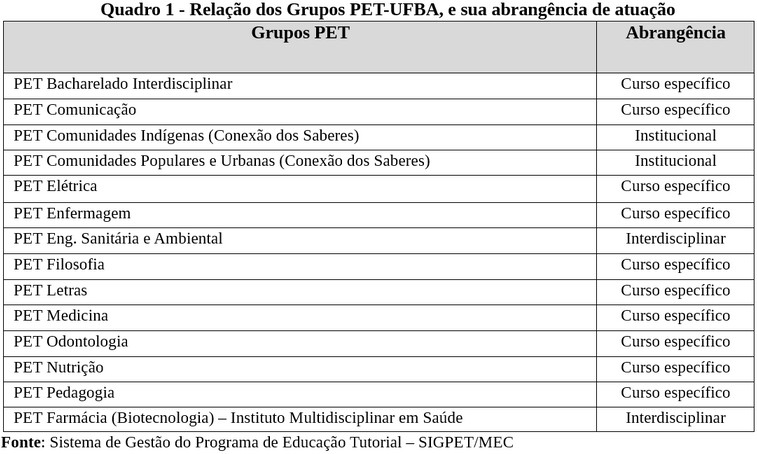 Quadro 1 - Relação dos Grupos PET-UFBA, e sua abrangência de atuação
Grupos PET Abrangência
PET Bacharelado Interdisciplinar Curso específico
PET Comunicação Curso específico
PET Comunidades Indígenas (Conexão dos Saberes) Institucional
PET Comunidades Populares e Urbanas (Conexão dos Saberes) Institucional
PET Elétrica Curso específico
PET Enfermagem Curso específico
PET Eng. Sanitária e Ambiental Interdisciplinar
PET Filosofia Curso específico
PET Letras Curso específico
PET Medicina Curso específico
PET Odontologia Curso específico
PET Nutrição Curso específico
PET Pedagogia Curso específico
PET Farmácia (Biotecnologia) – Instituto Multidisciplinar em Saúde Interdisciplinar
Fonte: Sistema de Gestão do Programa de Educação Tutorial – SIGPET/MEC